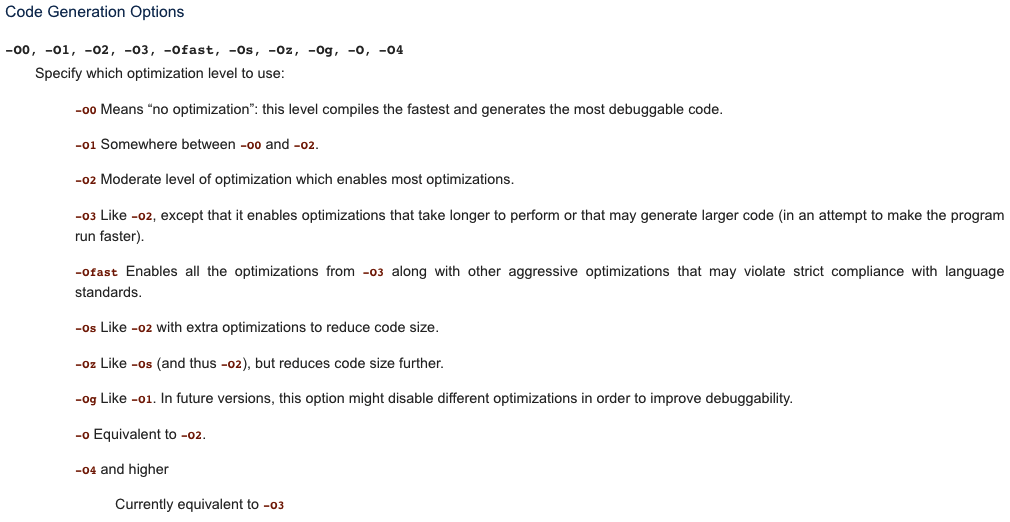 Code Generation Options
-O0, -O1, -O2, -O3, -Ofast, -Os, -Oz, -Og, -O, -O4
Specify which optimization level to use:
-O0 Means “no optimization”: this level compiles the fastest and generates the most debuggable code.
-O1 Somewhere between -O0 and -O2.
-O2 Moderate level of optimization which enables most optimizations.
-O3 Like -O2, except that it enables optimizations that take longer to perform or that may generate larger code (in an attempt to make the program
run faster).
-Ofast Enables all the optimizations from -O3 along with other aggressive optimizations that may violate strict compliance with language
standards.
-Os Like -O2 with extra optimizations to reduce code size.
-Oz Like -Os (and thus -O2), but reduces code size further.
-Og Like -O1. In future versions, this option might disable different optimizations in order to improve debuggability.
-O Equivalent to -O2.
-O4 and higher
Currently equivalent to -O3